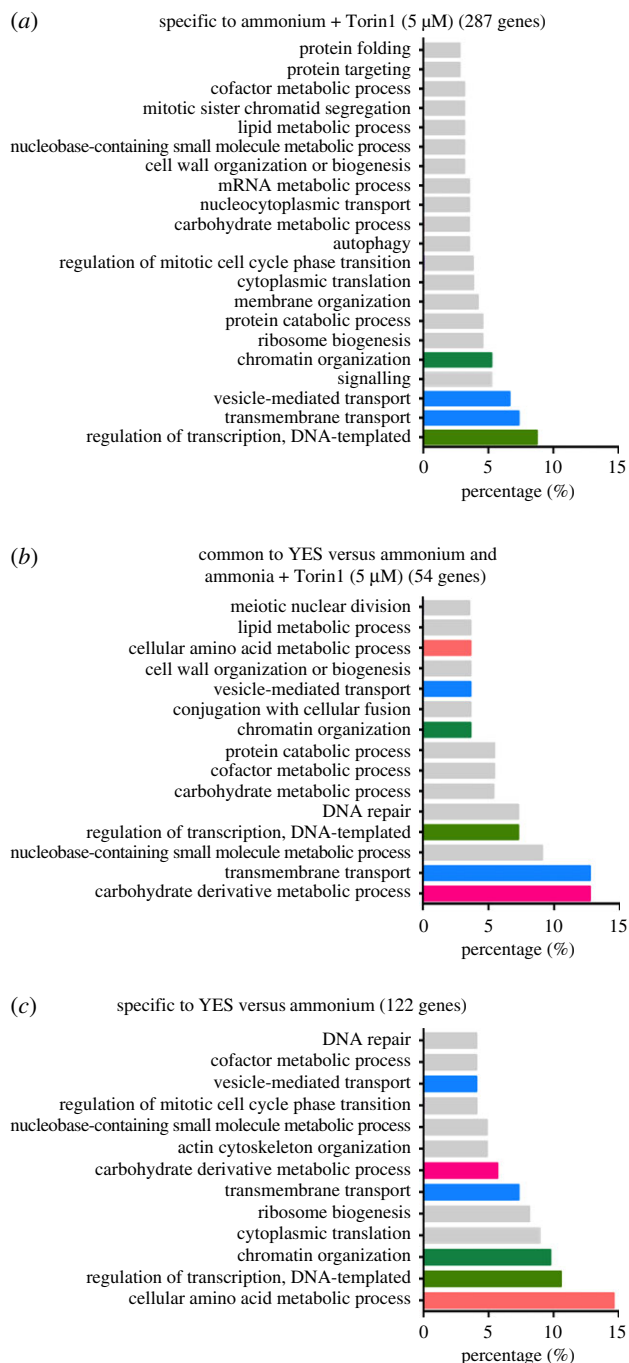 (a) specific to ammonium + Torin1 (5 μM) (287 genes)
protein folding
protein targeting
cofactor metabolic process
mitotic sister chromatid segregation
lipid metabolic process
nucleobase-containing small molecule metabolic process
cell wall organization or biogenesis
mRNA metabolic process
nucleocytoplasmic transport
carbohydrate metabolic process
autophagy
regulation of mitotic cell cycle phase transition
cytoplasmic translation
membrane organization
protein catabolic process
ribosome biogenesis
chromatin organization
signalling
vesicle-mediated transport
transmembrane transport
regulation of transcription, DNA-templated
0 5 10 15
percentage (%)
(b) common to YES versus ammonium and
ammonia + Torin1 (5 μM) (54 genes)
meiotic nuclear division
lipid metabolic process
cellular amino acid metabolic process
cell wall organization or biogenesis
vesicle-mediated transport
conjugation with cellular fusion
chromatin organization
protein catabolic process
cofactor metabolic process
carbohydrate metabolic process
DNA repair
regulation of transcription, DNA-templated
nucleobase-containing small molecule metabolic process
transmembrane transport
carbohydrate derivative metabolic process
0 5 10 15
percentage (%)
(c) specific to YES versus ammonium (122 genes)
DNA repair
cofactor metabolic process
vesicle-mediated transport
regulation of mitotic cell cycle phase transition
nucleobase-containing small molecule metabolic process
actin cytoskeleton organization
carbohydrate derivative metabolic process
transmembrane transport
ribosome biogenesis
cytoplasmic translation
chromatin organization
regulation of transcription, DNA-templated
cellular amino acid metabolic process
0 5 10 15
percentage (%)